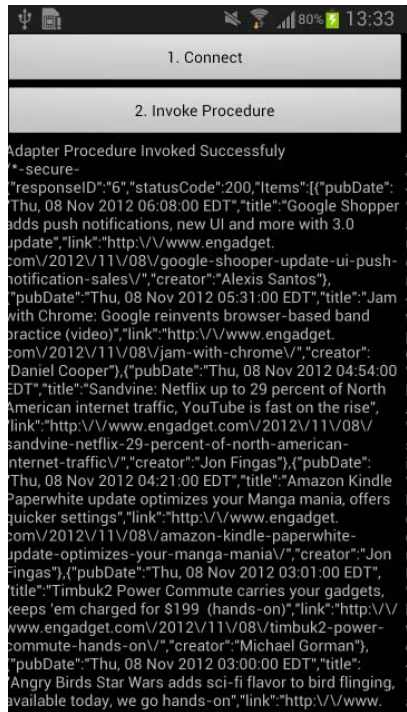 80% 13:33
1. Connect
2. Invoke Procedure
Adapter Procedure Invoked Successfuly
/*-secure-
{"responseID":"6","statusCode":200,"Items":[{"pubDate":
"Thu, 08 Nov 2012 06:08:00 EDT","title":"Google Shopper
adds push notifications, new UI and more with 3.0
update","link":"http:\/\/www.engadget.
com\/2012\/11\/08\/google-shooper-update-ui-push-
notification-sales\/","creator":"Alexis Santos"},
{"pubDate":"Thu, 08 Nov 2012 05:31:00 EDT","title":"Jam
with Chrome: Google reinvents browser-based band
practice (video)","link":"http:\/\/www.engadget.
com\/2012\/11\/08\/jam-with-chrome\/","creator":
"Daniel Cooper"},{"pubDate":"Thu, 08 Nov 2012 04:54:00
EDT","title":"Sandvine: Netflix up to 29 percent of North
American internet traffic, YouTube is fast on the rise",
"link":"http:\/\/www.engadget.com\/2012\/11\/08\/
sandvine-netflix-29-percent-of-north-american-
internet-traffic\/","creator":"Jon Fingas"},{"pubDate":
"Thu, 08 Nov 2012 04:21:00 EDT","title":"Amazon Kindle
Paperwhite update optimizes your Manga mania, offers
quicker settings","link":"http:\/\/www.engadget.
com\/2012\/11\/08\/amazon-kindle-paperwhite-
update-optimizes-your-manga-mania\/","creator":"Jon
Fingas"},{"pubDate":"Thu, 08 Nov 2012 03:01:00 EDT",
"title":"Timbuk2 Power Commute carries your gadgets,
keeps 'em charged for $199  (hands-on)","link":"http:\/\/
www.engadget.com\/2012\/11\/08\/timbuk2-power-
commute-hands-on\/","creator":"Michael Gorman"},
{"pubDate":"Thu, 08 Nov 2012 03:00:00 EDT","title":
"Angry Birds Star Wars adds sci-fi flavor to bird flinging,
available today, we go hands-on","link":"http:\/\/www.